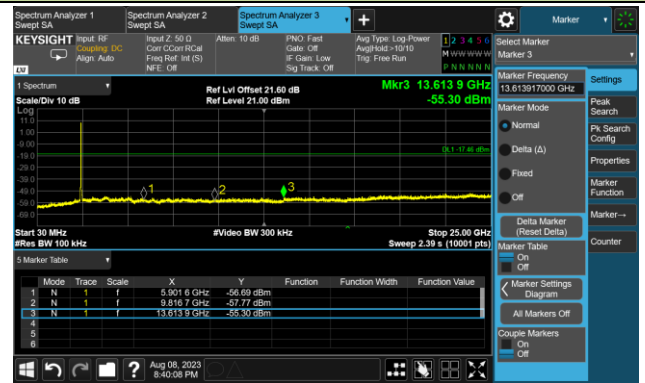 Spectrum Analyzer 1
Swept SA
Spectrum Analyzer 2
Swept SA
Spectrum Analyzer 3
Swept SA
Marker
KEYSIGHT
Input: RF
Coupling: DC
Align: Auto
Input Z: 50 Ω
Corr CCorr RCal
Freq Ref: Int (S)
NFE: Off
Atten: 10 dB
PNO: Fast
Gate: Off
IF Gain: Low
Sig Track: Off
Avg Type: Log-Power
Avg|Hold:>10/10
Trig: Free Run
1 2 3 4 5 6
M W W W W W
P N N N N N
LXI
Select Marker
Marker 3
1 Spectrum
Scale/Div 10 dB
Ref Lvl Offset 21.60 dB
Ref Level 21.00 dBm
Mkr3 13.613 9 GHz
-55.30 dBm
Log
11.0
1.00
-9.00
-19.0
-29.0
-39.0
-49.0
-59.0
-69.0
DL1 -17.46 dBm
1
2
3
Start 30 MHz
#Res BW 100 kHz
#Video BW 300 kHz
Stop 25.00 GHz
Sweep 2.39 s (10001 pts)
5 Marker Table
Mode Trace Scale X Y Function Function Width Function Value
1 N 1 f 5.901 6 GHz -56.69 dBm
2 N 1 f 9.816 7 GHz -57.77 dBm
3 N 1 f 13.613 9 GHz -55.30 dBm
4
5
6
Marker Frequency
13.613917000 GHz
Marker Mode
Normal
Delta (Δ)
Fixed
Off
Delta Marker
(Reset Delta)
Marker Table
On
Off
Marker Settings
Diagram
All Markers Off
Couple Markers
On
Off
Settings
Peak
Search
Pk Search
Config
Properties
Marker
Function
Marker→
Counter
?
Aug 08, 2023
8:40:08 PM